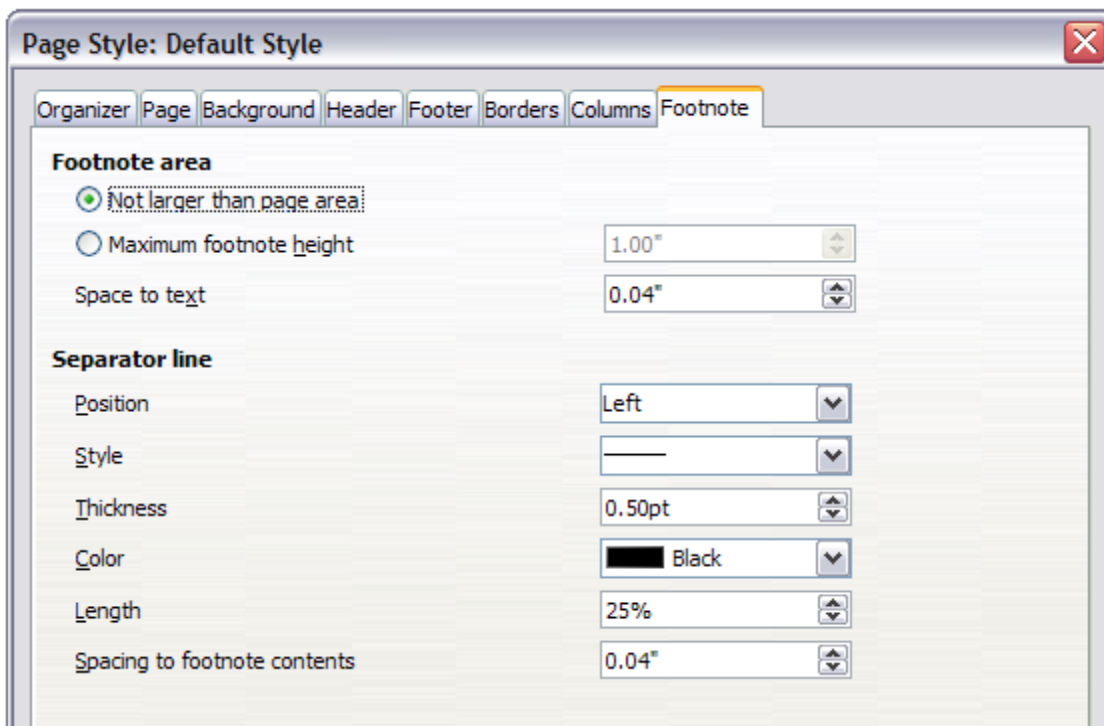 Page Style: Default Style
Organizer Page Background Header Footer Borders Columns Footnote
Footnote area
Not larger than page area
Maximum footnote height 1.00"
Space to text 0.04"
Separator line
Position Left
Style
Thickness 0.50pt
Color Black
Length 25%
Spacing to footnote contents 0.04"